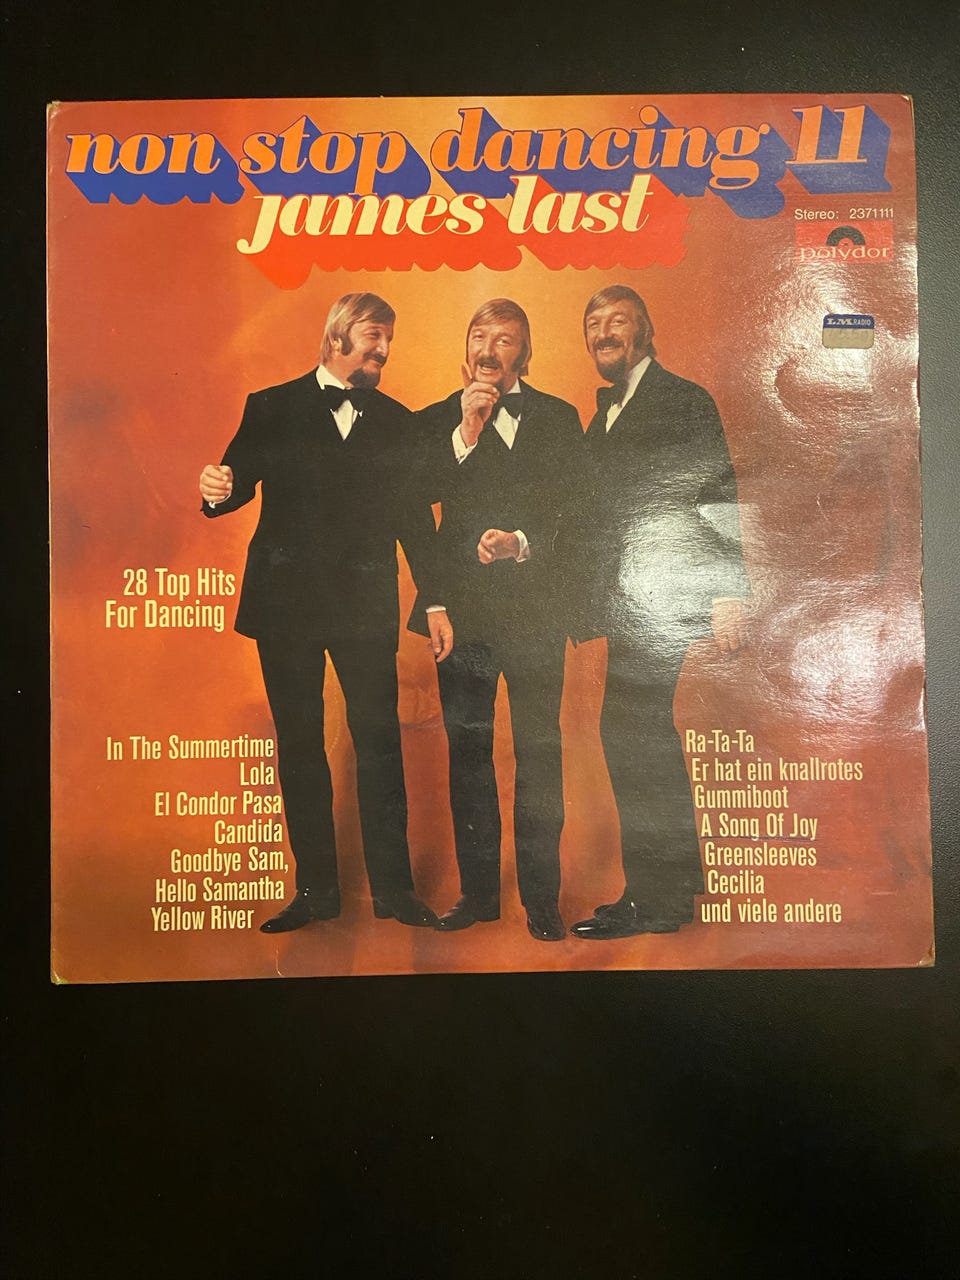 non stop dancing 11
james last
Stereo: 2371111
polydor
LM RADIO
28 Top Hits
For Dancing
In The Summertime
Lola
El Condor Pasa
Candida
Goodbye Sam,
Hello Samantha
Yellow River
Ra-Ta-Ta
Er hat ein knallrotes
Gummiboot
A Song Of Joy
Greensleeves
Cecilia
und viele andere